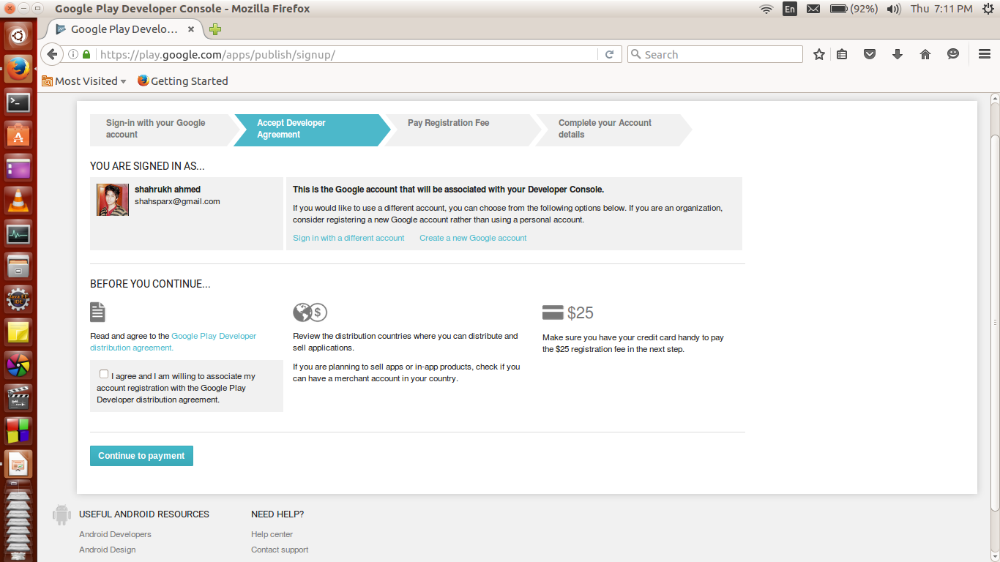 Google Play Developer Console - Mozilla Firefox
En
(92%)
Thu 7:11 PM
Google Play Develo...
https://play.google.com/apps/publish/signup/
Search
Most Visited
Getting Started
Sign-in with your Google
account
Accept Developer
Agreement
Pay Registration Fee
Complete your Account
details
YOU ARE SIGNED IN AS...
shahrukh ahmed
shahsparx@gmail.com
This is the Google account that will be associated with your Developer Console.
If you would like to use a different account, you can choose from the following options below. If you are an organization,
consider registering a new Google account rather than using a personal account.
Sign in with a different account
Create a new Google account
BEFORE YOU CONTINUE...
Read and agree to the Google Play Developer
distribution agreement.
I agree and I am willing to associate my
account registration with the Google Play
Developer distribution agreement.
$
Review the distribution countries where you can distribute and
sell applications.
If you are planning to sell apps or in-app products, check if you
can have a merchant account in your country.
$25
Make sure you have your credit card handy to pay
the $25 registration fee in the next step.
Continue to payment
USEFUL ANDROID RESOURCES
Android Developers
Android Design
NEED HELP?
Help center
Contact support
Java EE
IDE